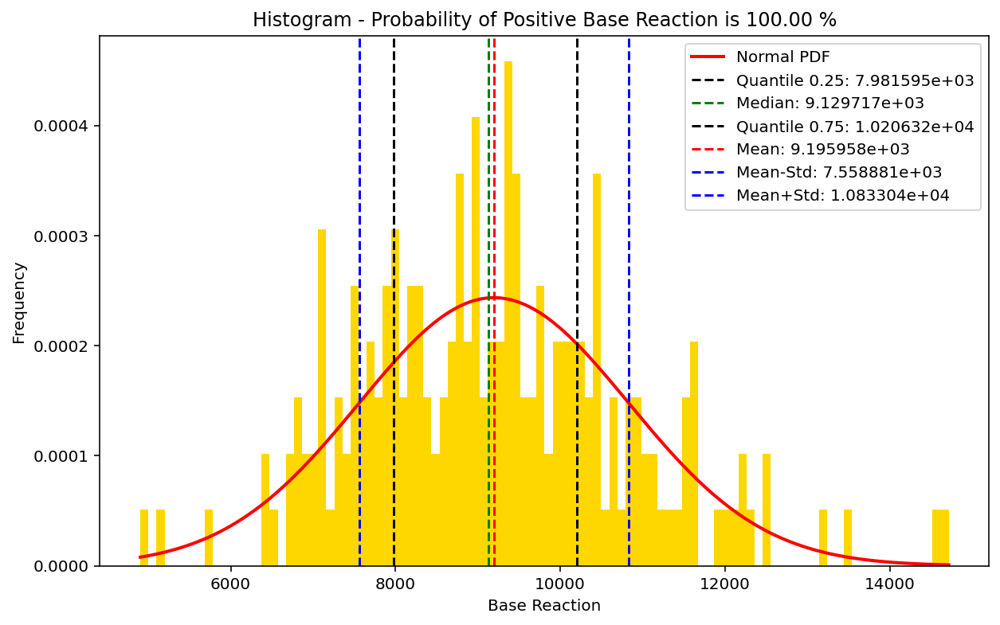 Histogram - Probability of Positive Base Reaction is 100.00 %
Normal PDF
Quantile 0.25: 7.981595e+03
Median: 9.129717e+03
Quantile 0.75: 1.020632e+04
Mean: 9.195958e+03
Mean-Std: 7.558881e+03
Mean+Std: 1.083304e+04
Frequency
0.0004
0.0003
0.0002
0.0001
0.0000
6000
8000
10000
12000
14000
Base Reaction